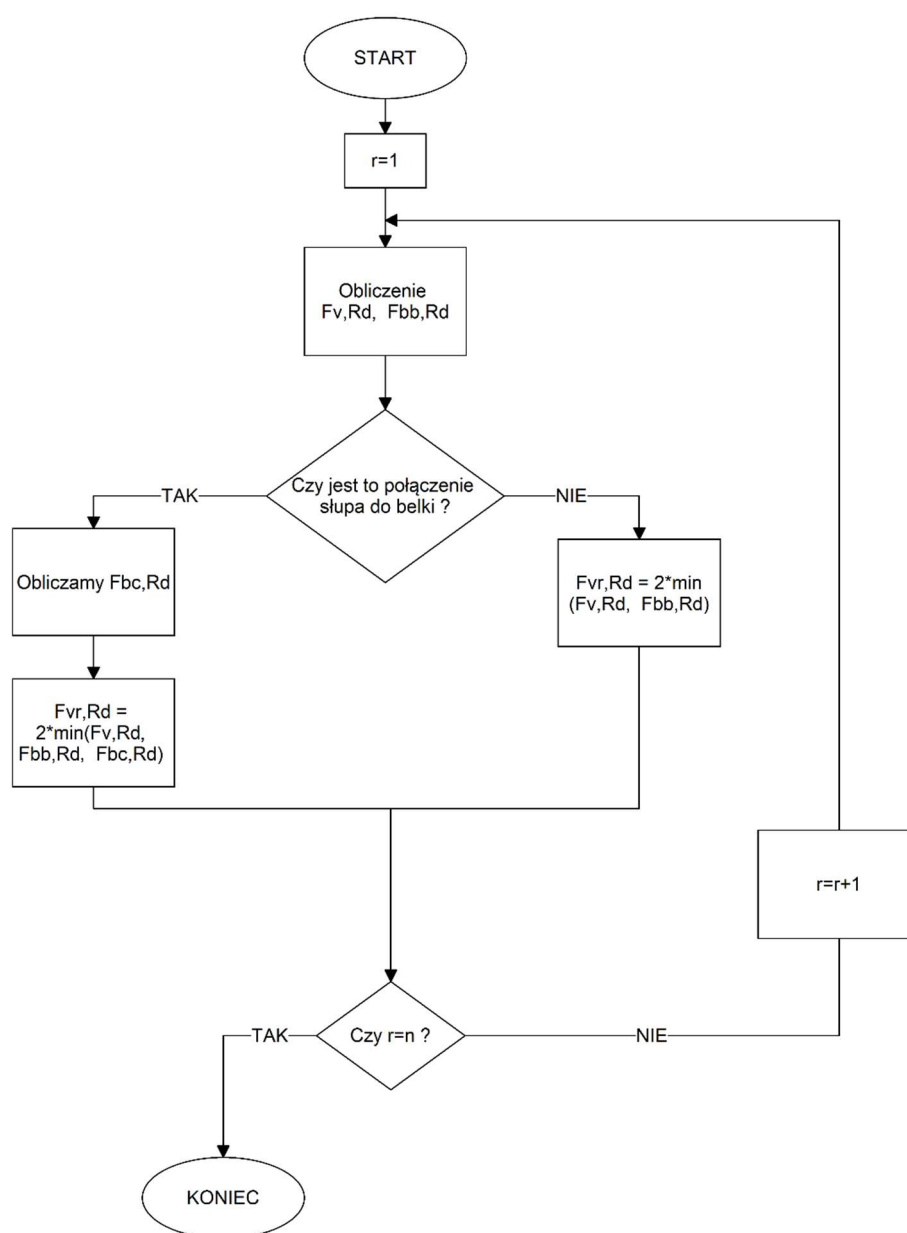 START
r=1
Obliczenie
Fv,Rd, Fbb,Rd
Czy jest to połączenie
słupa do belki ?
TAK
NIE
Obliczamy Fbc,Rd
Fvr,Rd = 2*min
(Fv,Rd, Fbb,Rd)
Fvr,Rd =
2*min(Fv,Rd,
Fbb,Rd, Fbc,Rd)
r=r+1
Czy r=n ?
TAK
NIE
KONIEC